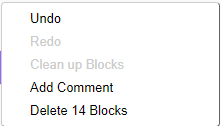 Undo
Redo
Clean up Blocks
Add Comment
Delete 14 Blocks